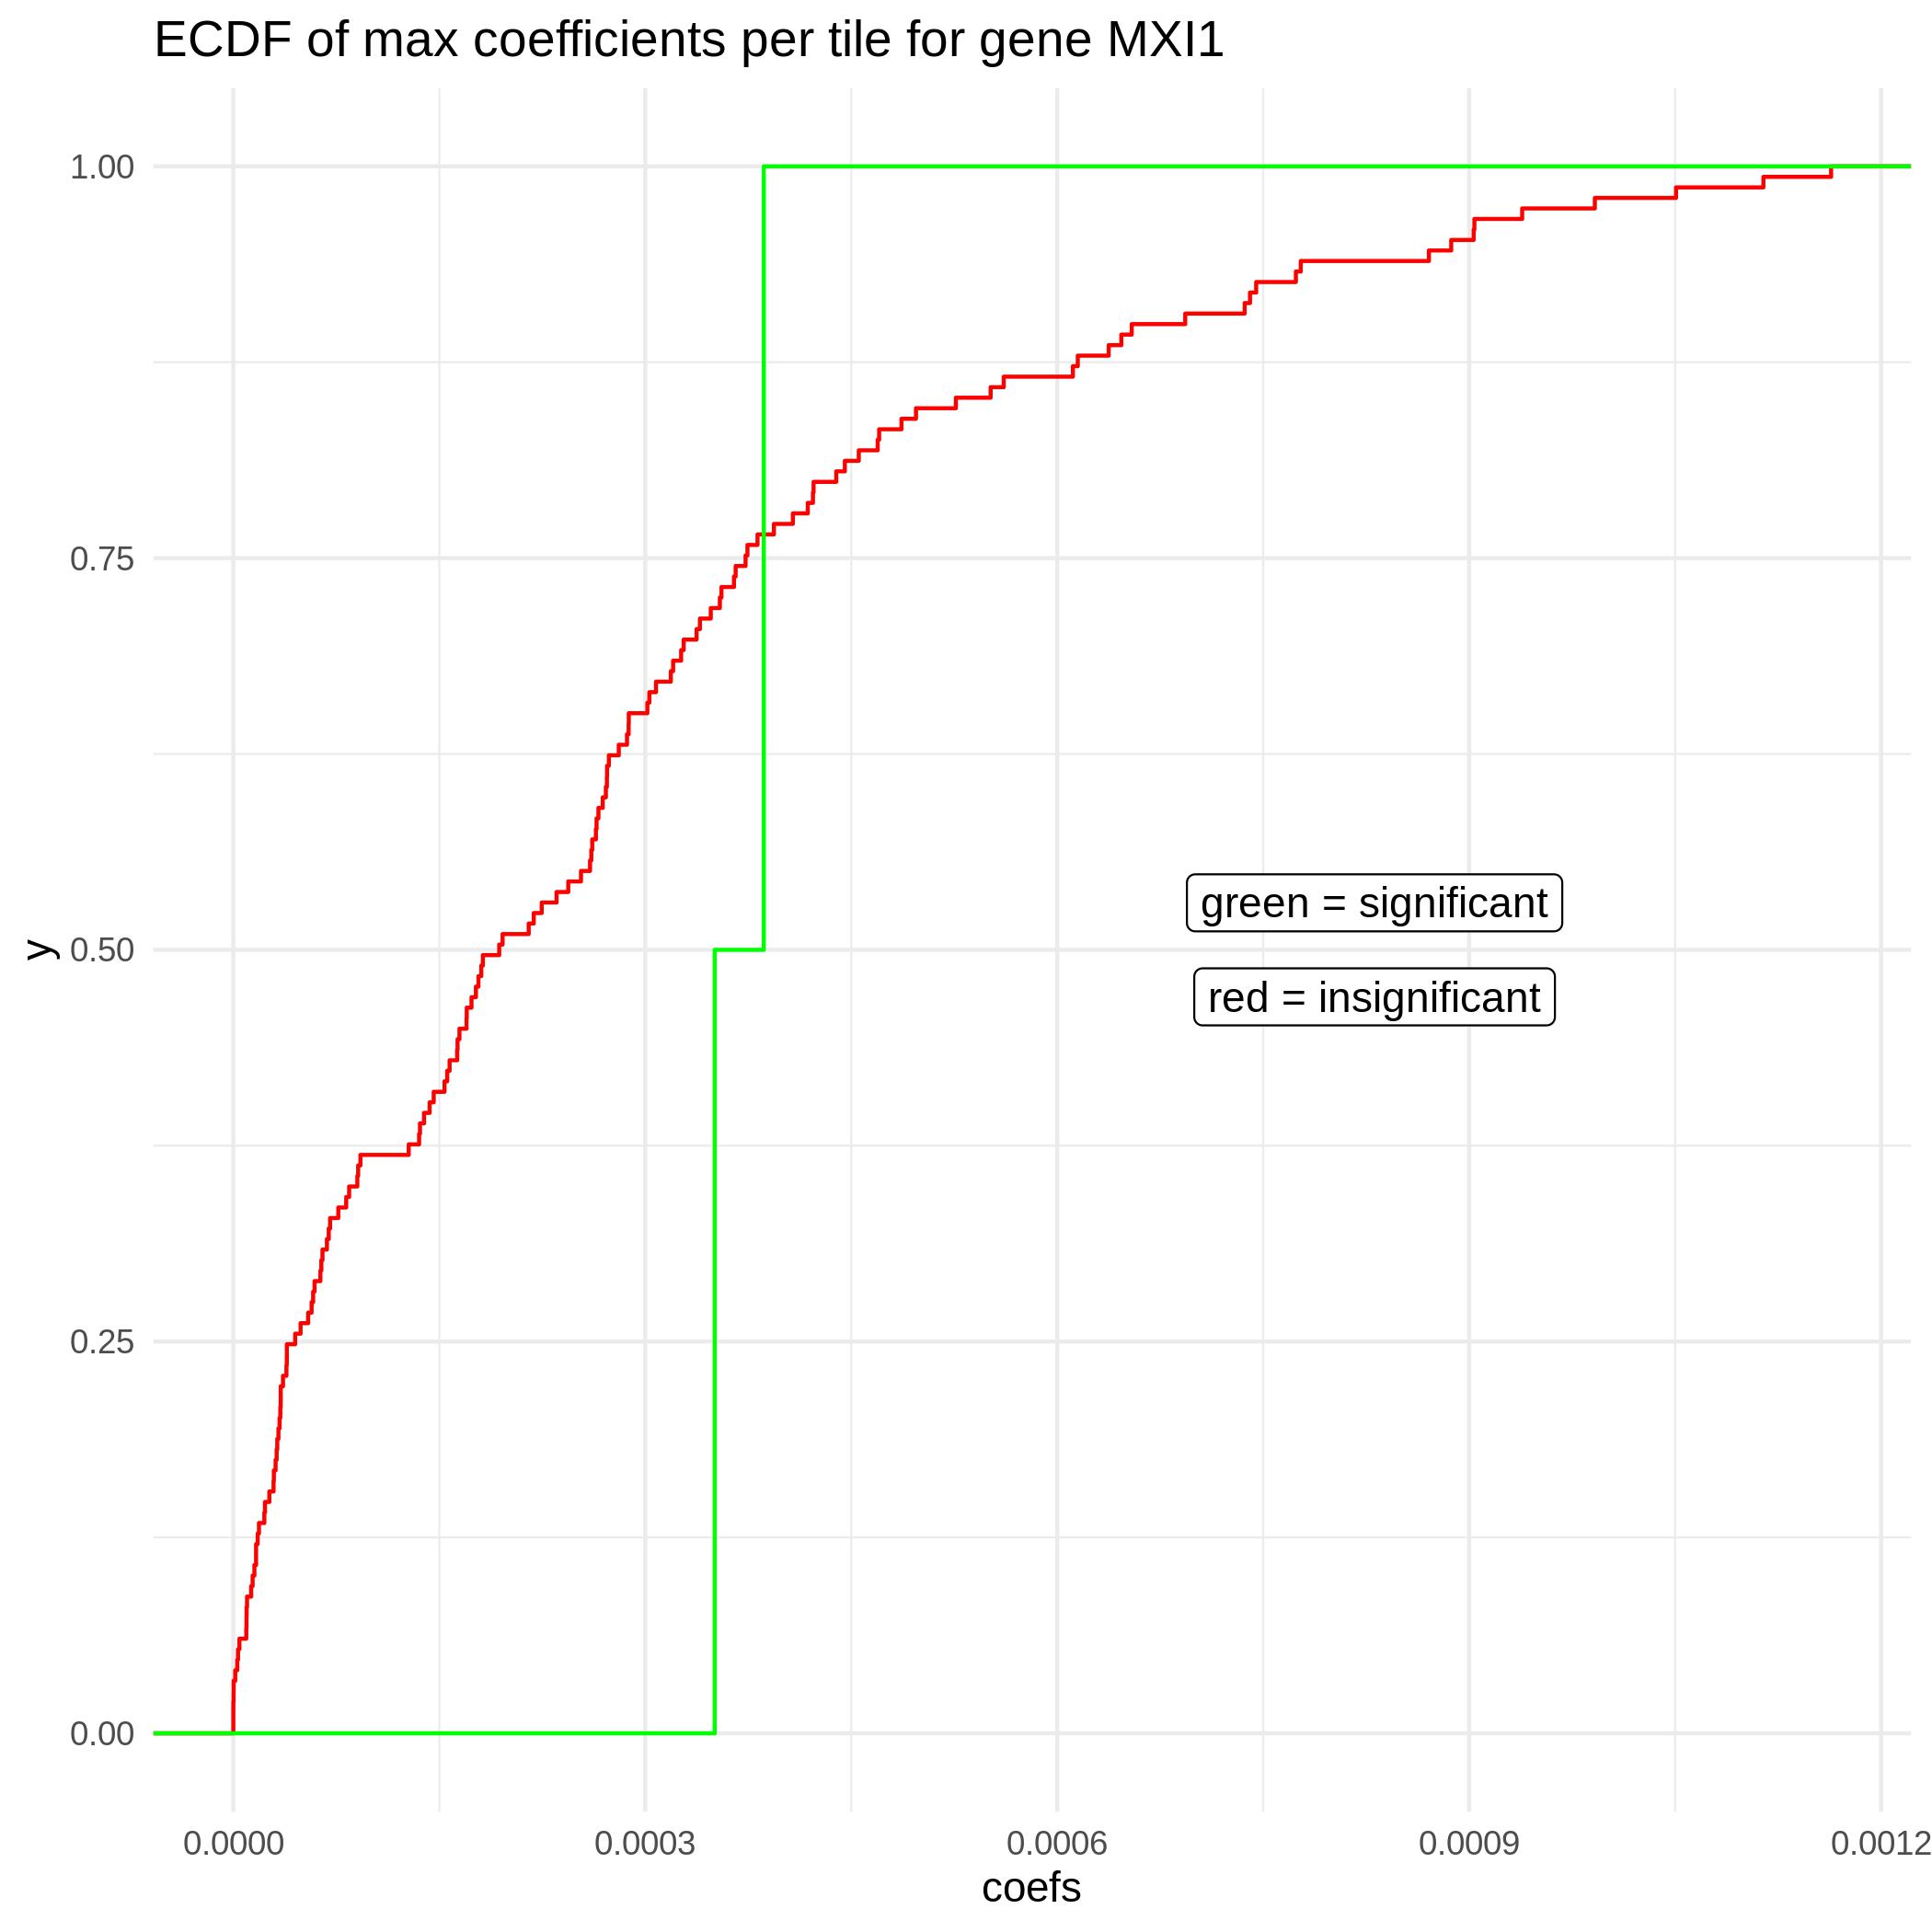 ECDF of max coefficients per tile for gene MXI1
1.00
0.75
0.50
0.25
0.00
y
green = significant
red = insignificant
0.0000
0.0003
0.0006
0.0009
0.0012
coefs